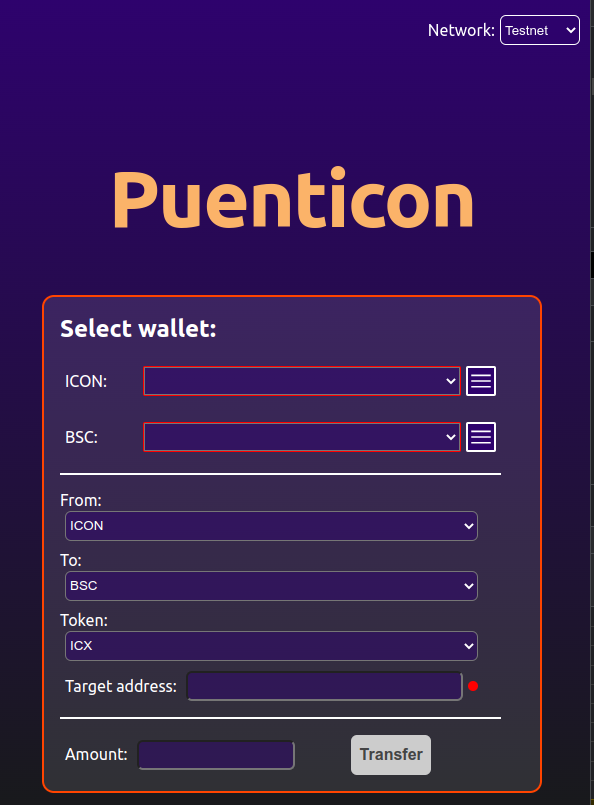 Network: Testnet
Puenticon
Select wallet:
ICON:
BSC:
From:
ICON
To:
BSC
Token:
ICX
Target address:
Amount: Transfer